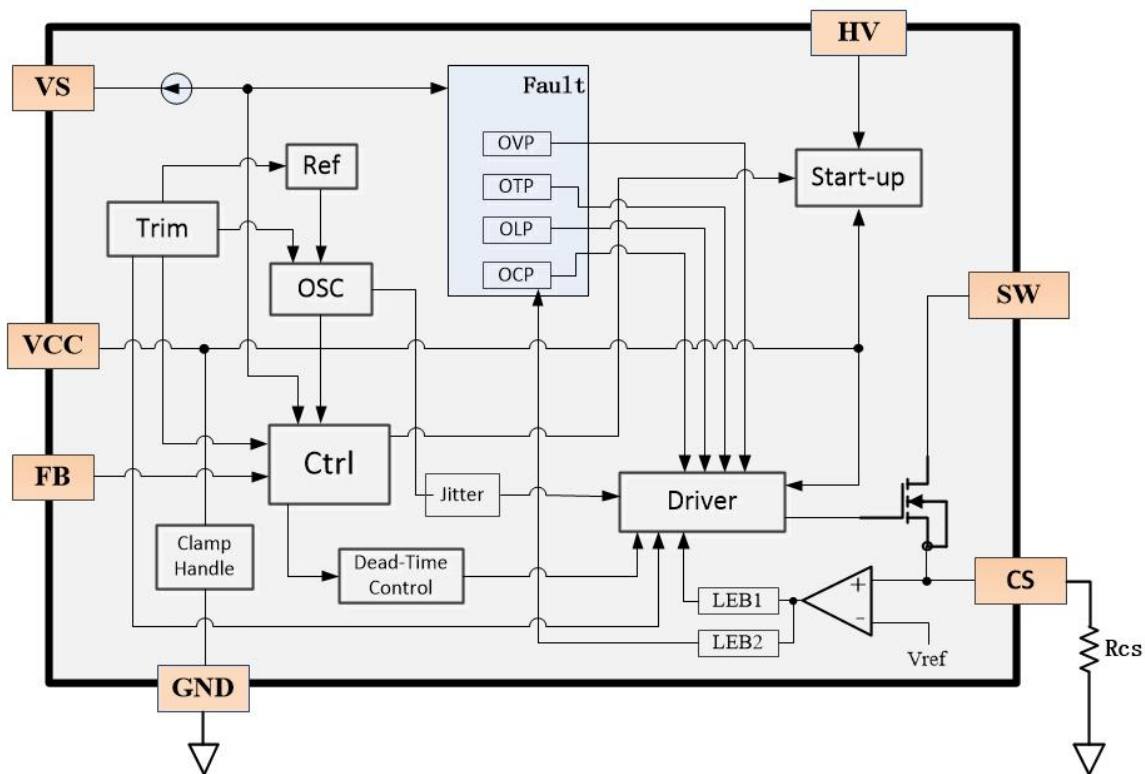 HV
VS
Fault
OVP
Ref
Start-up
OTP
Trim
OLP
OSC
OCP
SW
VCC
Ctrl
FB
Jitter
Driver
Clamp
Handle
Dead-Time
Control
+
CS
LEB1
-
LEB2
Vref
Rcs
GND